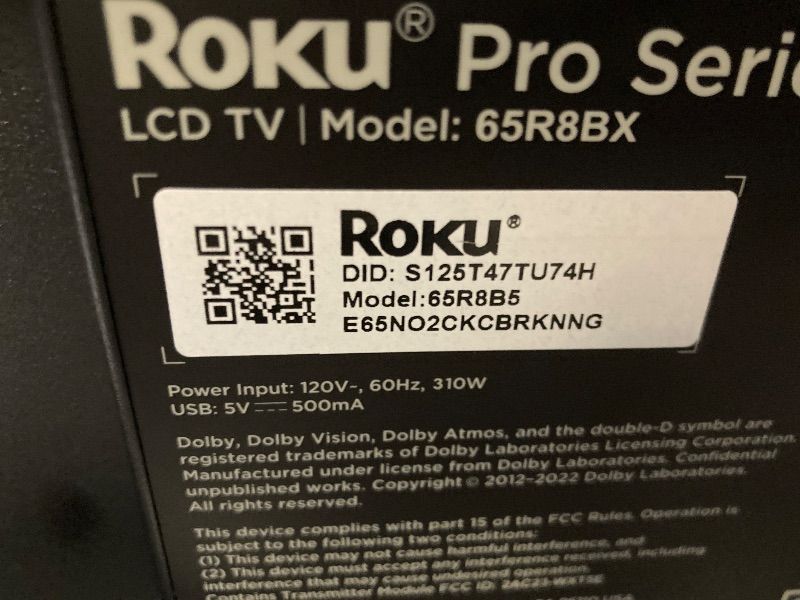 ROKU® Pro Serie
LCD TV | Model: 65R8BX
ROKU®
DID: S125T47TU74H
Model:65R8B5
E65NO2CKCBRKNNG
Power Input: 120V~, 60Hz, 310W
USB: 5V ⎓ 500mA
Dolby, Dolby Vision, Dolby Atmos, and the double-D symbol are
registered trademarks of Dolby Laboratories Licensing Corporation.
Manufactured under license from Dolby Laboratories. Confidential
unpublished works. Copyright © 2012-2022 Dolby Laboratories.
All rights reserved.
This device complies with part 15 of the FCC Rules. Operation is
subject to the following two conditions:
(1) This device may not cause harmful interference, and
(2) This device must accept any interference received, including
interference that may cause undesired operation.
Contains Transmitter Module FCC ID: